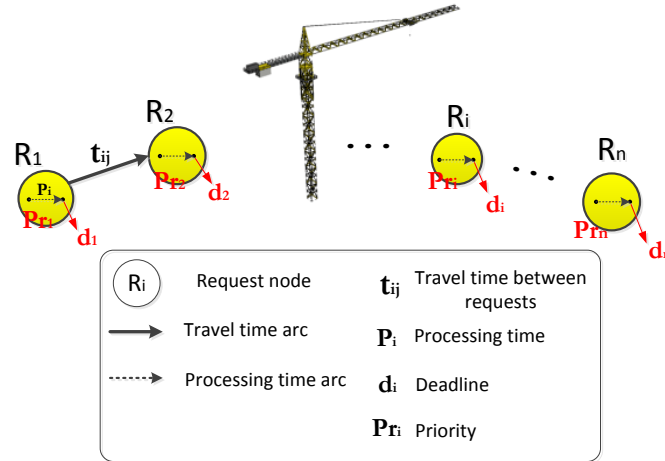 R1
R2
Ri
Rn
tij
Pi
Pr1
d1
Pr2
d2
Pri
di
Prn
Ri
Request node
Travel time arc
Processing time arc
tij
Travel time between
requests
Pi
Processing time
di
Deadline
Pri
Priority